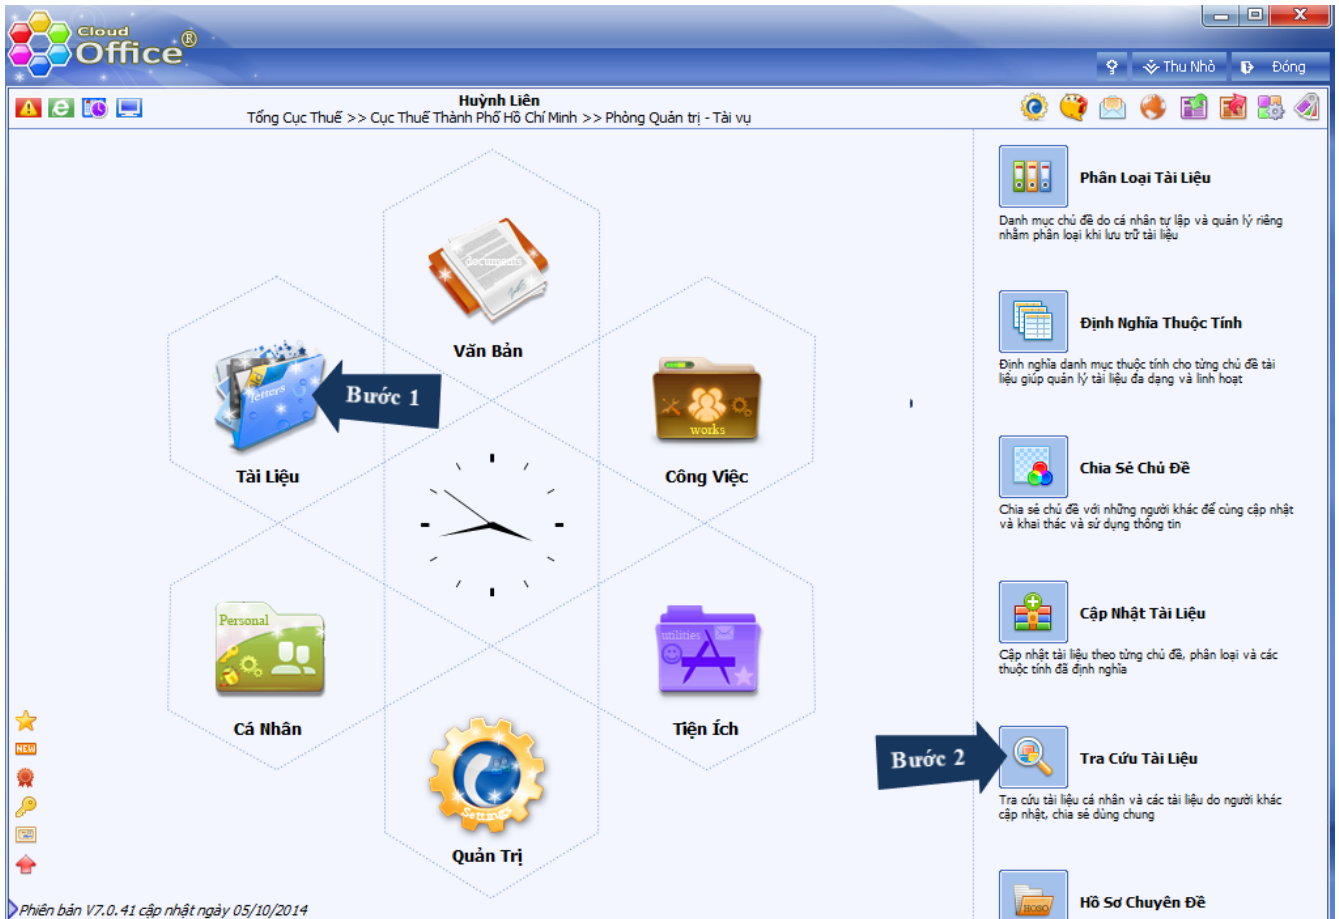 Cloud
Office®
Thu Nhỏ
Đóng
Huỳnh Liên
Tổng Cục Thuế >> Cục Thuế Thành Phố Hồ Chí Minh >> Phòng Quản trị - Tài vụ
documents
Văn Bản
letters
Bước 1
Tài Liệu
works
Công Việc
Personal
Cá Nhân
utilities
Tiện Ích
Settings
Quản Trị
NEW
Phiên bản V7.0.41 cập nhật ngày 05/10/2014
Phân Loại Tài Liệu
Danh mục chủ đề do cá nhân tự lập và quản lý riêng
nhằm phân loại khi lưu trữ tài liệu
Định Nghĩa Thuộc Tính
Định nghĩa danh mục thuộc tính cho từng chủ đề tài
liệu giúp quản lý tài liệu đa dạng và linh hoạt
Chia Sẻ Chủ Đề
Chia sẻ chủ đề với những người khác để cùng cập nhật
và khai thác và sử dụng thông tin
Cập Nhật Tài Liệu
Cập nhật tài liệu theo từng chủ đề, phân loại và các
thuộc tính đã định nghĩa
Bước 2
Tra Cứu Tài Liệu
Tra cứu tài liệu cá nhân và các tài liệu do người khác
cập nhật, chia sẻ dùng chung
HOSO
Hồ Sơ Chuyên Đề